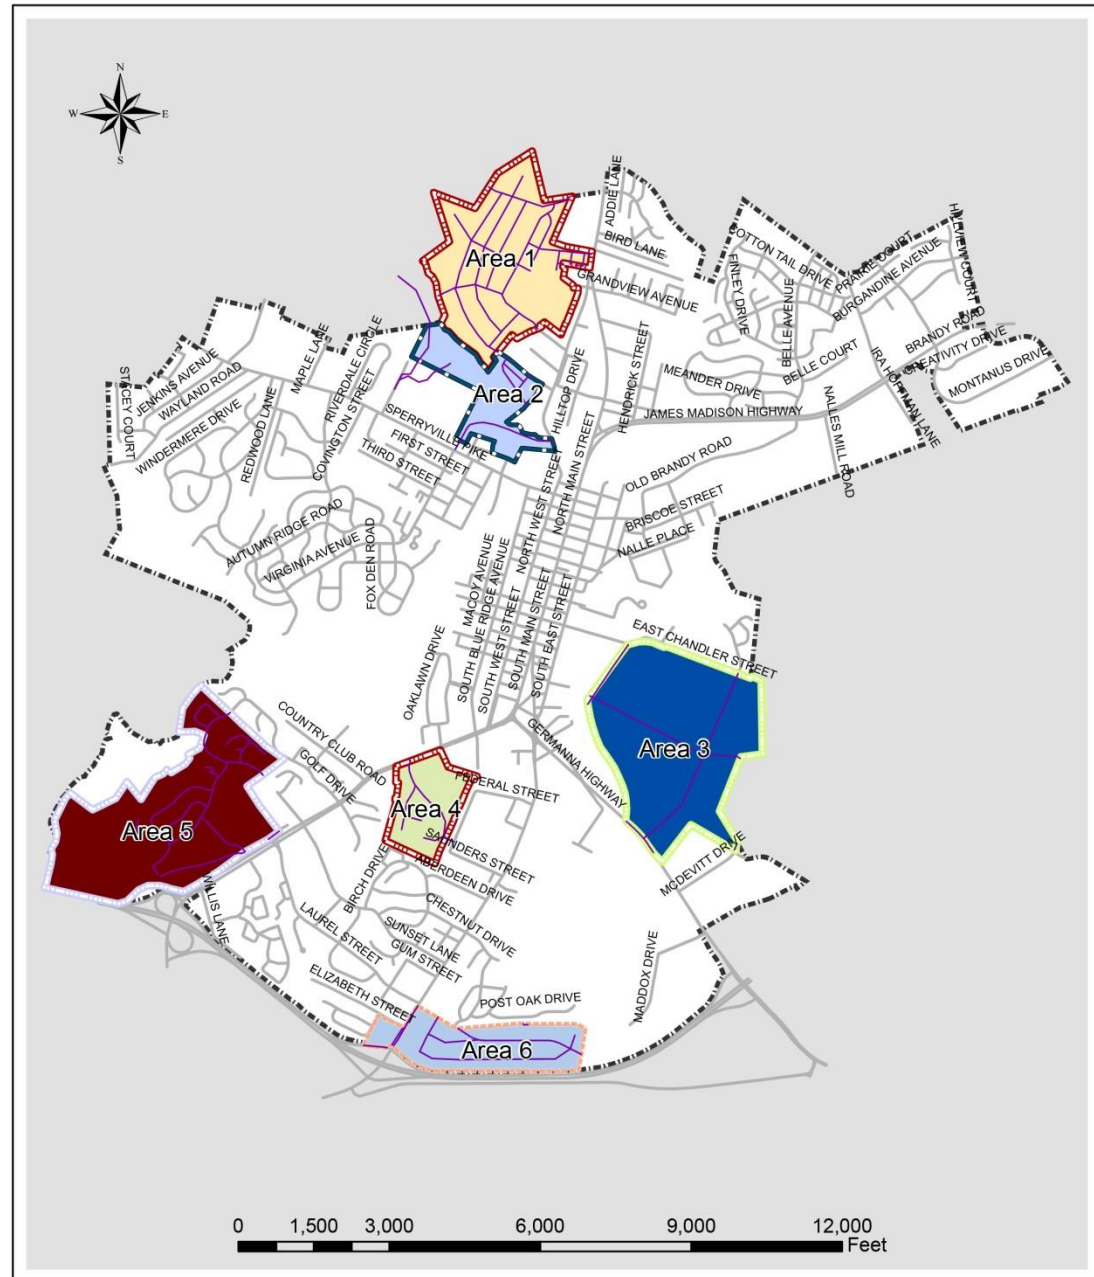 N
W
E
S
ADDIE LANE
BIRD LANE
GRANDVIEW AVENUE
COTTON TAIL DRIVE
FINLEY DRIVE
PRAIRIE COURT
BURGANDINE AVENUE
HILLVIEW COURT
BELLE AVENUE
BELLE COURT
BRANDY ROAD
CREATIVITY DRIVE
MONTANUS DRIVE
IRA HOFFMAN LANE
Area 1
Area 2
HILLTOP DRIVE
HENDRICK STREET
MEANDER DRIVE
JAMES MADISON HIGHWAY
NALLES MILL ROAD
OLD BRANDY ROAD
BRISCOE STREET
NALLE PLACE
STACEY COURT
JENKINS AVENUE
WAYLAND ROAD
WINDERMERE DRIVE
MAPLE LANE
REDWOOD LANE
RIVERDALE CIRCLE
COVINGTON STREET
SPERRYVILLE PIKE
FIRST STREET
THIRD STREET
AUTUMN RIDGE ROAD
VIRGINIA AVENUE
FOX DEN ROAD
NORTH WEST STREET
NORTH MAIN STREET
MACOY AVENUE
SOUTH BLUE RIDGE AVENUE
SOUTH WEST STREET
SOUTH MAIN STREET
SOUTH EAST STREET
OAKLAWN DRIVE
EAST CHANDLER STREET
Area 3
GERMANNA HIGHWAY
COUNTRY CLUB ROAD
GOLF DRIVE
FEDERAL STREET
Area 4
Area 5
SAUNDERS STREET
ABERDEEN DRIVE
MCDEVITT DRIVE
BIRCH DRIVE
CHESTNUT DRIVE
WILLIS LANE
LAUREL STREET
SUNSET LANE
GUM STREET
ELIZABETH STREET
POST OAK DRIVE
MADDOX DRIVE
Area 6
0 1,500 3,000 6,000 9,000 12,000
Feet